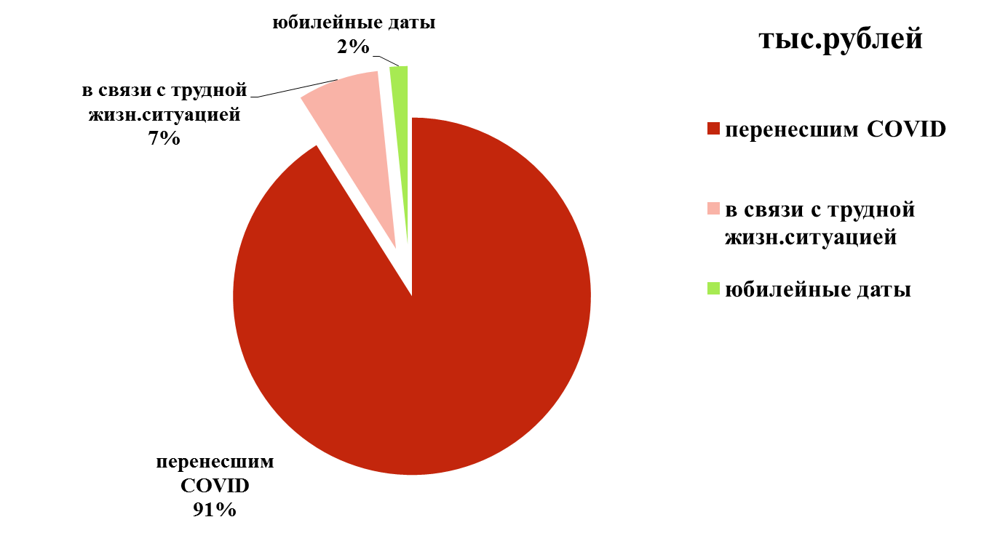 юбилейные даты
2%
тыс.рублей
в связи с трудной
жизн.ситуацией
7%
перенесшим COVID
в связи с трудной
жизн.ситуацией
юбилейные даты
перенесшим
COVID
91%